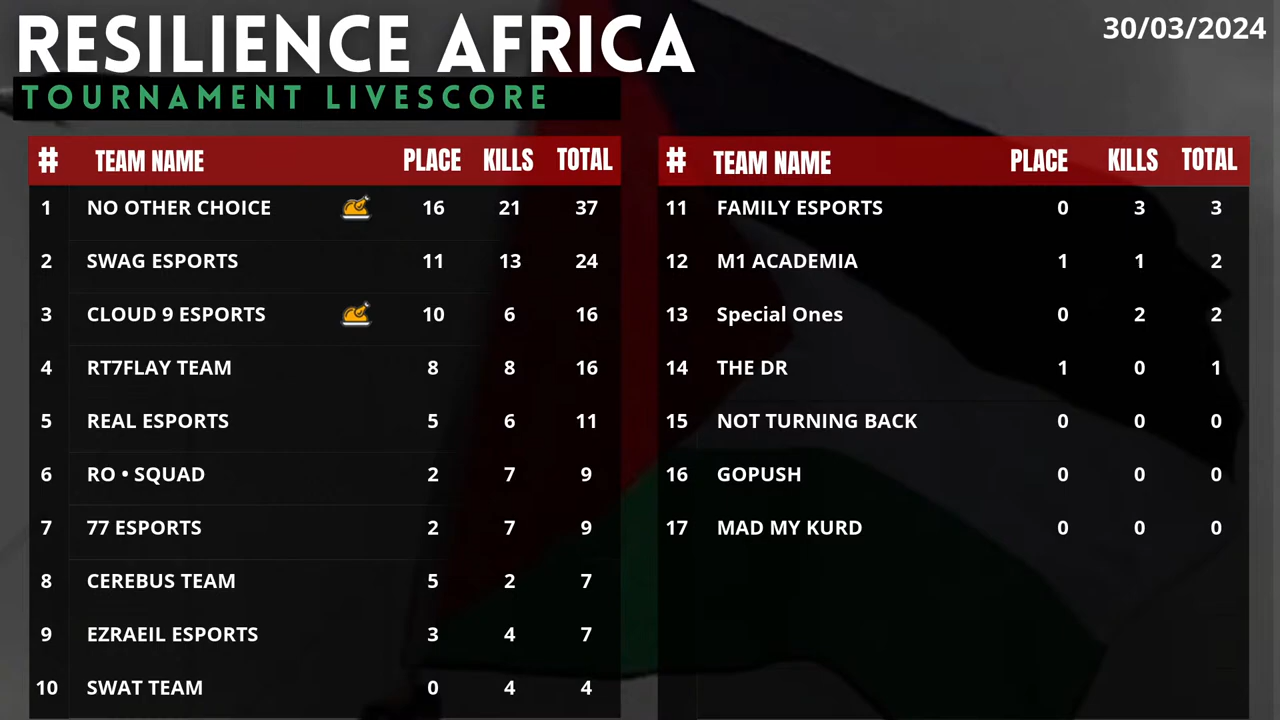 RESILIENCE AFRICA
30/03/2024
TOURNAMENT LIVESCORE
# TEAM NAME PLACE KILLS TOTAL
1 NO OTHER CHOICE 16 21 37
2 SWAG ESPORTS 11 13 24
3 CLOUD 9 ESPORTS 10 6 16
4 RT7FLAY TEAM 8 8 16
5 REAL ESPORTS 5 6 11
6 RO • SQUAD 2 7 9
7 77 ESPORTS 2 7 9
8 CEREBUS TEAM 5 2 7
9 EZRAEIL ESPORTS 3 4 7
10 SWAT TEAM 0 4 4
# TEAM NAME PLACE KILLS TOTAL
11 FAMILY ESPORTS 0 3 3
12 M1 ACADEMIA 1 1 2
13 Special Ones 0 2 2
14 THE DR 1 0 1
15 NOT TURNING BACK 0 0 0
16 GOPUSH 0 0 0
17 MAD MY KURD 0 0 0